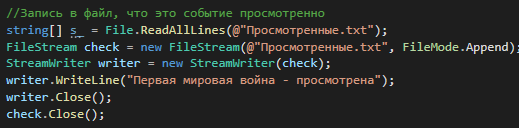 //Запись в файл, что это событие просмотренно
string[] s_ = File.ReadAllLines(@"Просмотренные.txt");
FileStream check = new FileStream(@"Просмотренные.txt", FileMode.Append);
StreamWriter writer = new StreamWriter(check);
writer.WriteLine("Первая мировая война - просмотрена");
writer.Close();
check.Close();